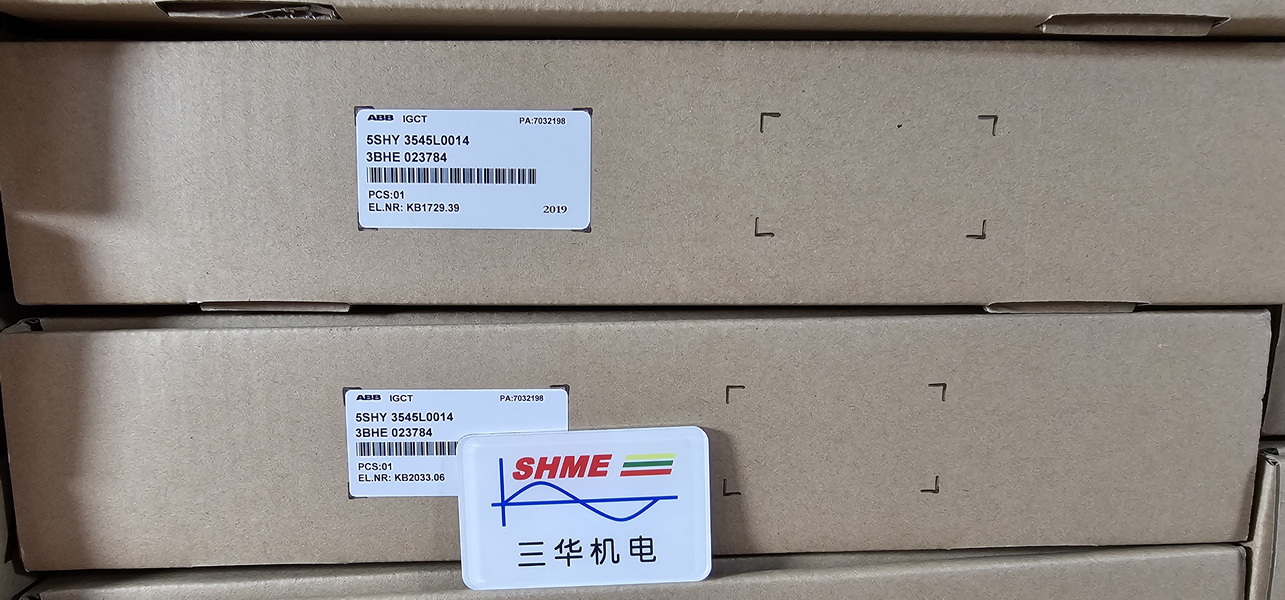 ABB IGCT PA:7032198
5SHY 3545L0014
3BHE 023784
PCS:01
EL.NR: KB1729.39 2019
ABB IGCT PA:7032198
5SHY 3545L0014
3BHE 023784
PCS:01
EL.NR: KB2033.06
SHME
三华机电